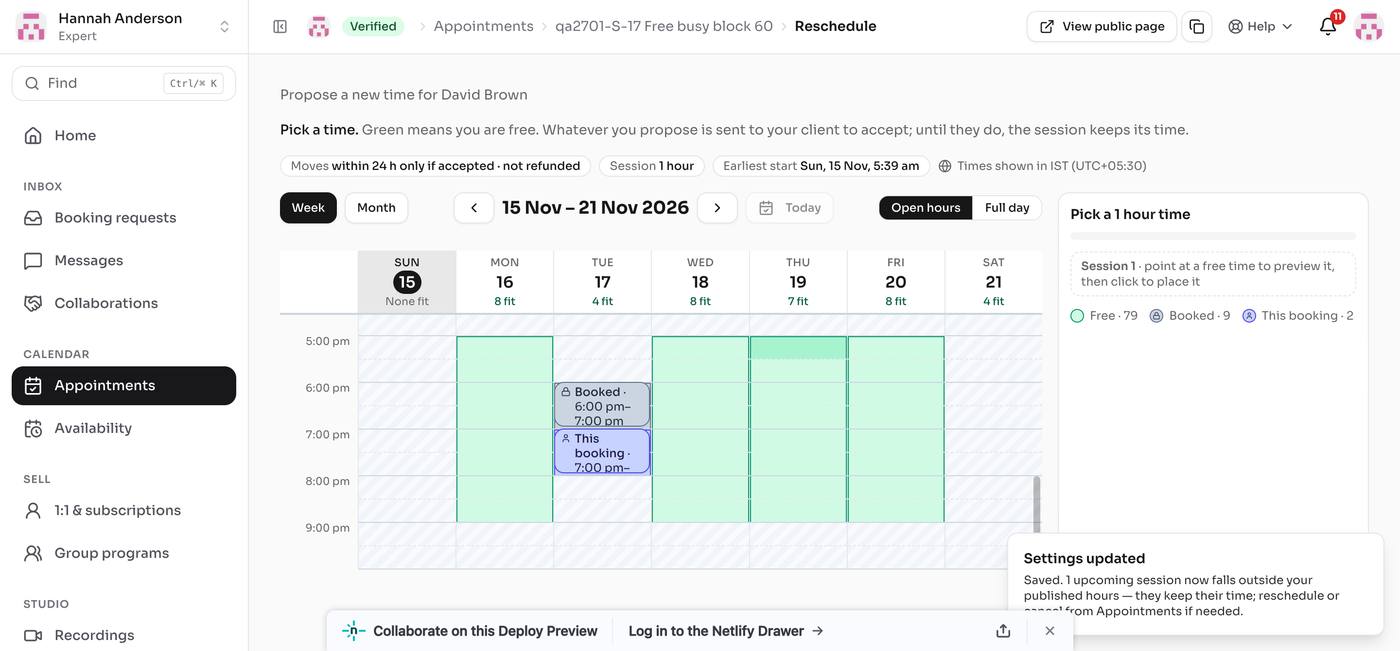 Hannah Anderson
Expert
Verified
Appointments
qa2701-S-17 Free busy block 60
Reschedule
View public page
Help
11
Find
Ctrl/⌘ K
Home
INBOX
Booking requests
Messages
Collaborations
CALENDAR
Appointments
Availability
SELL
1:1 & subscriptions
Group programs
STUDIO
Recordings
Propose a new time for David Brown
Pick a time. Green means you are free. Whatever you propose is sent to your client to accept; until they do, the session keeps its time.
Moves within 24 h only if accepted · not refunded
Session 1 hour
Earliest start Sun, 15 Nov, 5:39 am
Times shown in IST (UTC+05:30)
Week
Month
15 Nov – 21 Nov 2026
Today
Open hours
Full day
SUN
15
None fit
MON
16
8 fit
TUE
17
4 fit
WED
18
8 fit
THU
19
7 fit
FRI
20
8 fit
SAT
21
4 fit
5:00 pm
6:00 pm
7:00 pm
8:00 pm
9:00 pm
Booked ·
6:00 pm–
7:00 pm
This
booking ·
7:00 pm–
Pick a 1 hour time
Session 1 · point at a free time to preview it,
then click to place it
Free · 79
Booked · 9
This booking · 2
Settings updated
Saved. 1 upcoming session now falls outside your
published hours — they keep their time; reschedule or
cancel from Appointments if needed.
Collaborate on this Deploy Preview
Log in to the Netlify Drawer →